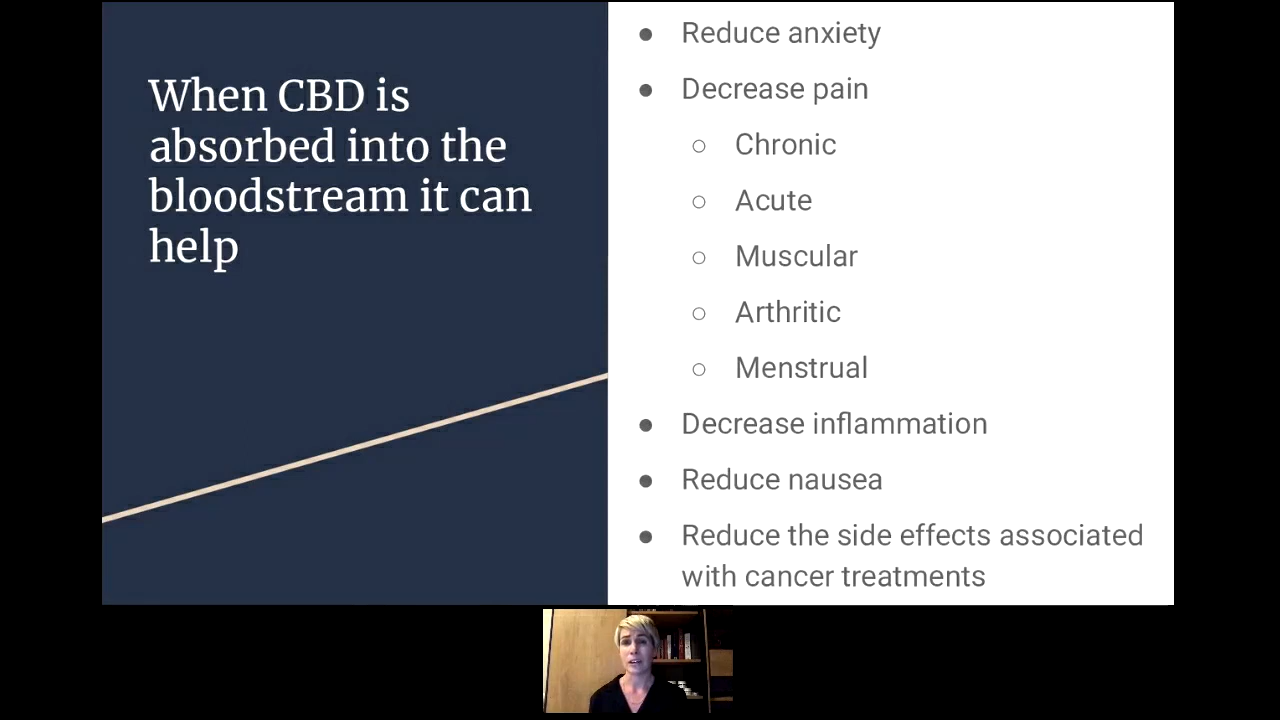 When CBD is
absorbed into the
bloodstream it can
help
● Reduce anxiety
● Decrease pain
○ Chronic
○ Acute
○ Muscular
○ Arthritic
○ Menstrual
● Decrease inflammation
● Reduce nausea
● Reduce the side effects associated
with cancer treatments